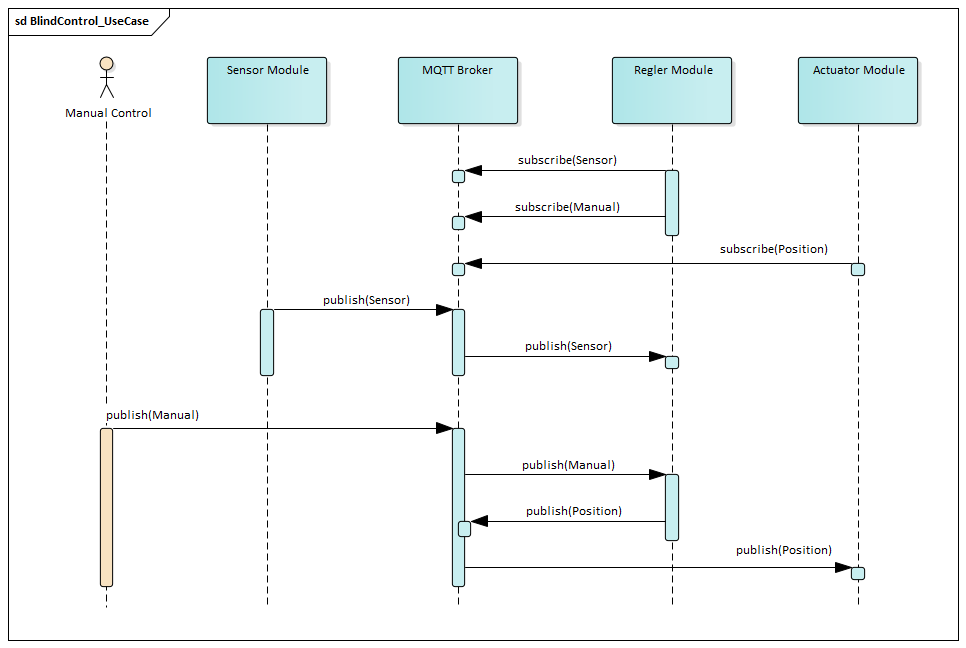 sd BlindControl_UseCase
Manual Control
Sensor Module
MQTT Broker
Regler Module
Actuator Module
subscribe(Sensor)
subscribe(Manual)
subscribe(Position)
publish(Sensor)
publish(Sensor)
publish(Manual)
publish(Manual)
publish(Position)
publish(Position)